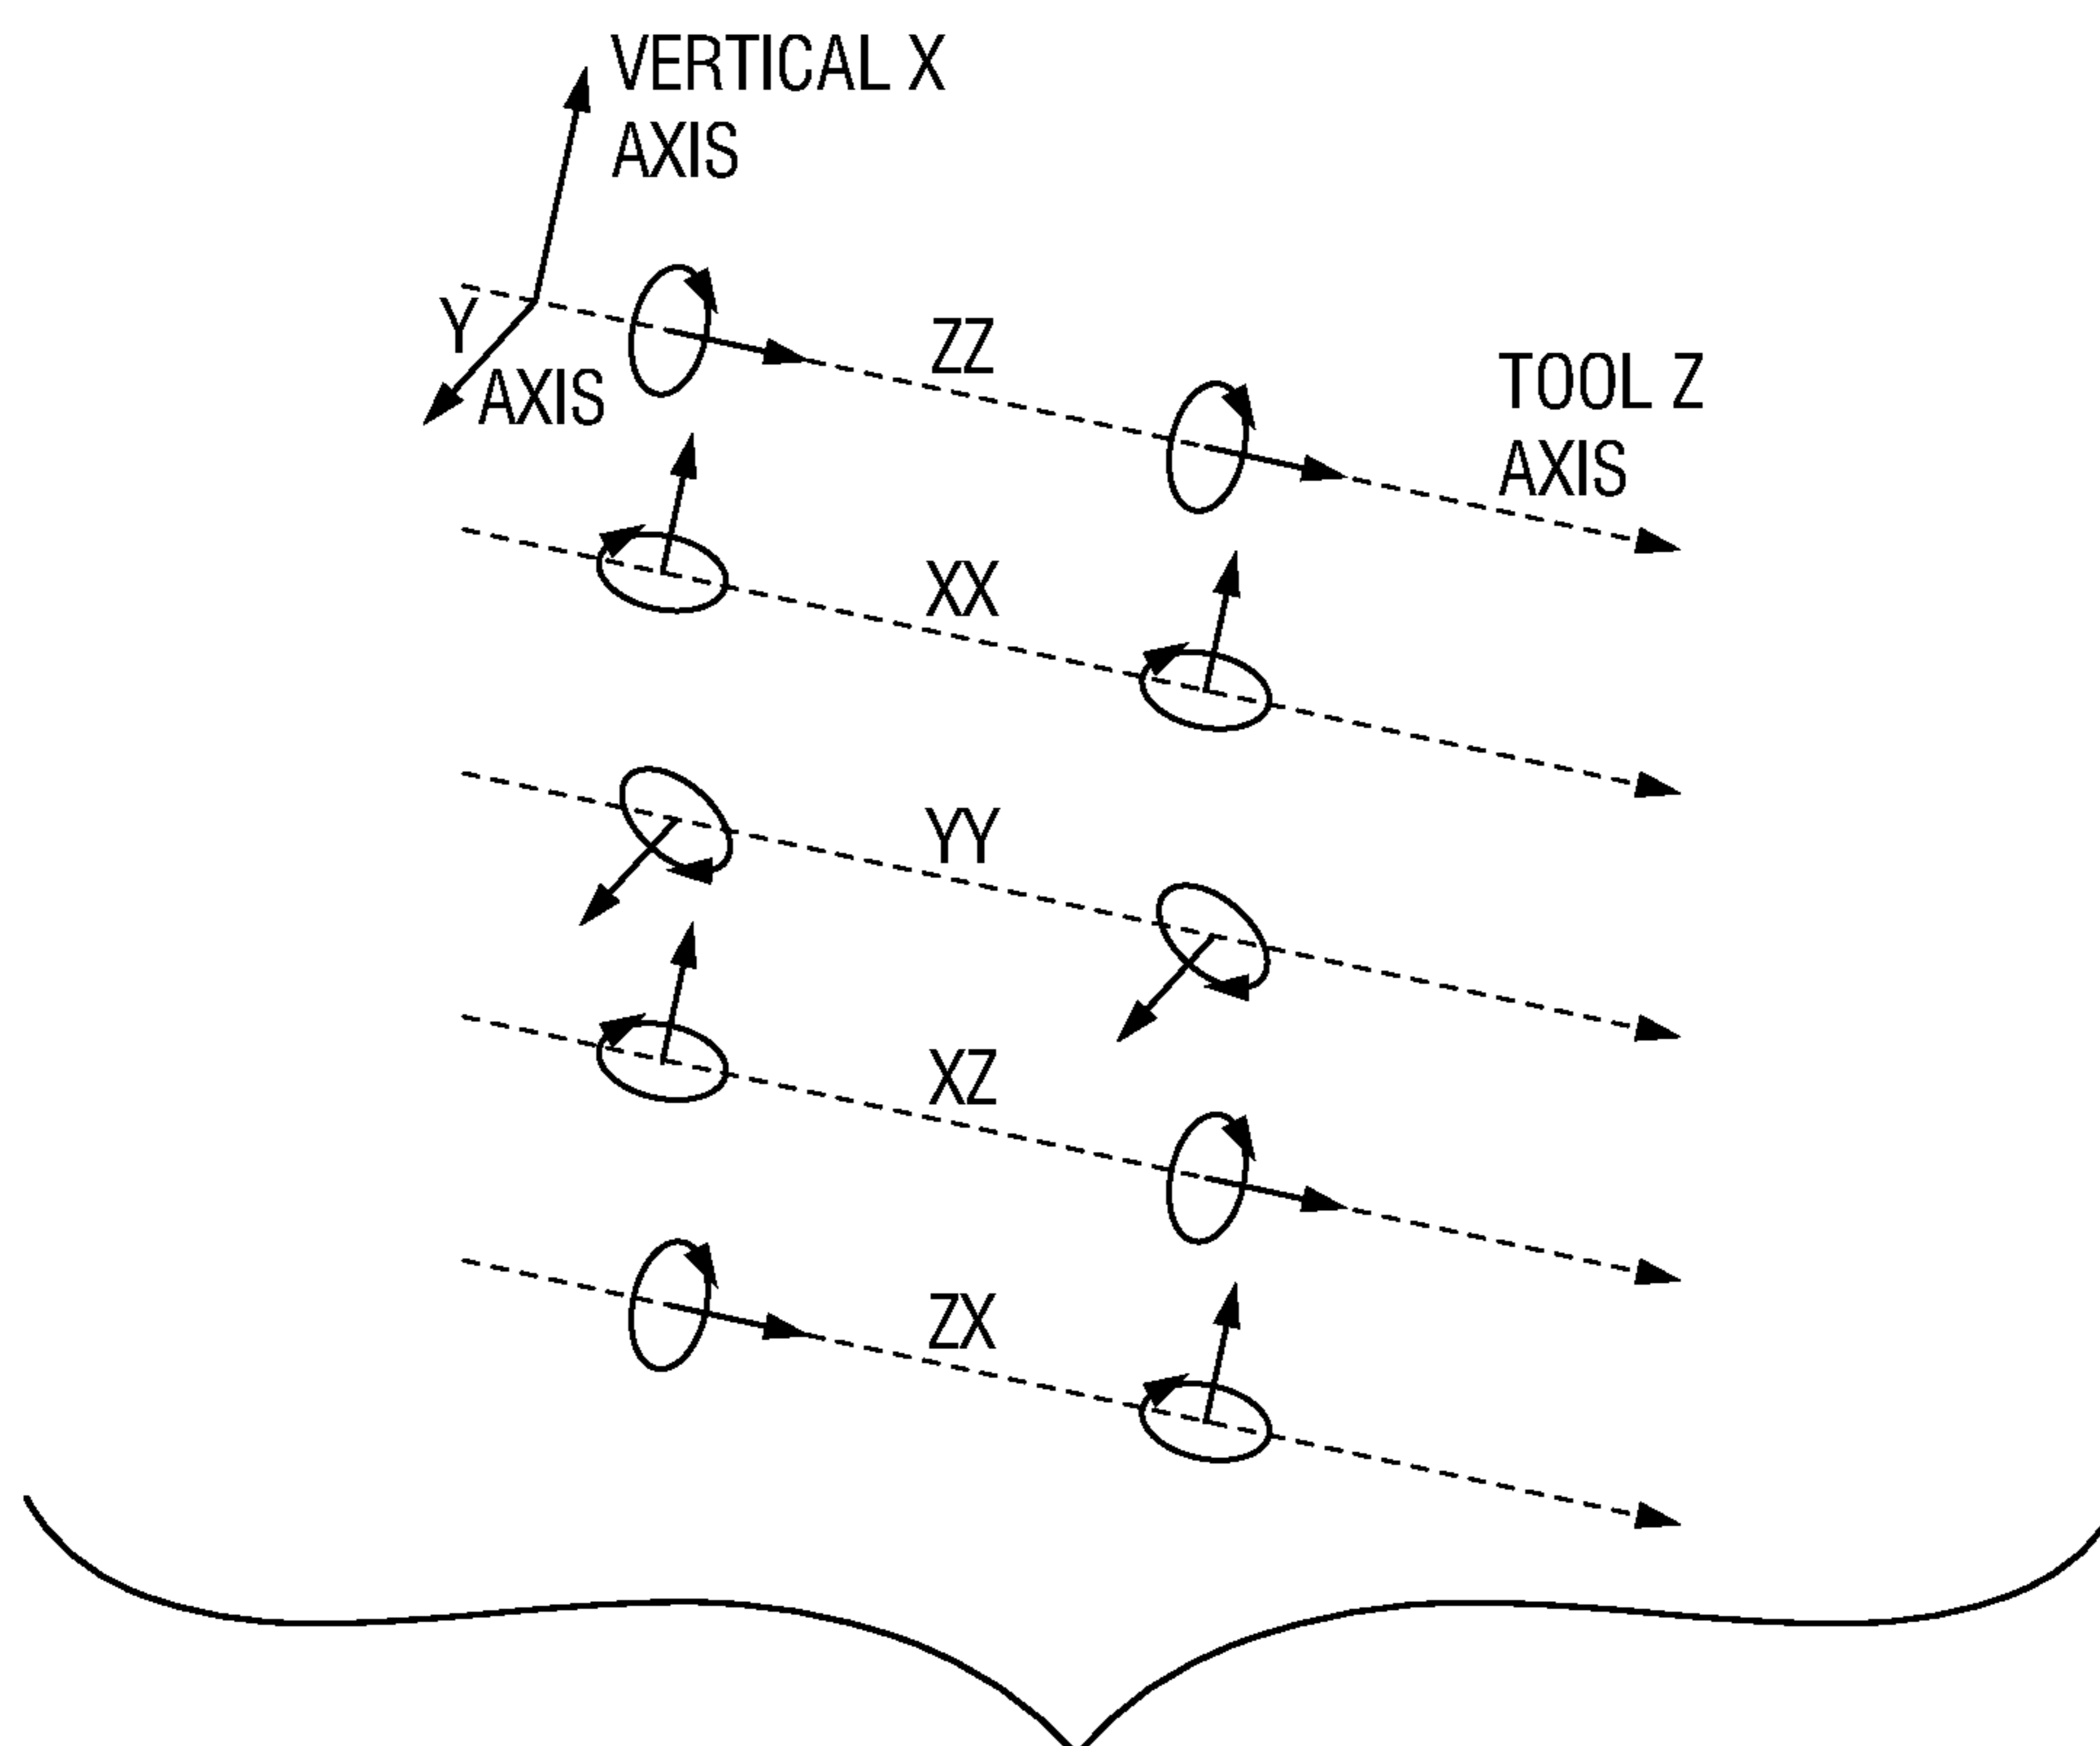 VERTICAL X
AXIS
Y
AXIS
ZZ
TOOL Z
AXIS
XX
YY
XZ
ZX